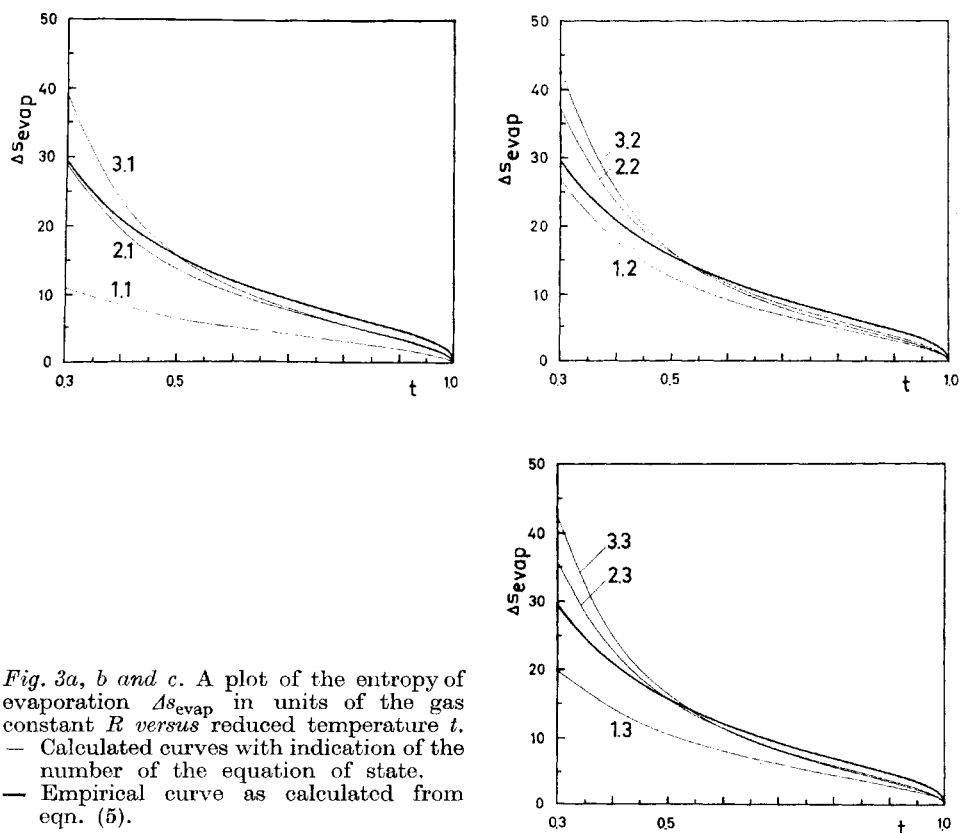 50
40
30
20
10
0
Δs_evap
3.1
2.1
1.1
0.3
0.5
t
1.0
50
40
30
20
10
0
Δs_evap
3.2
2.2
1.2
0.3
0.5
t
1.0
50
40
30
20
10
0
Δs_evap
3.3
2.3
1.3
0.3
0.5
t
1.0
Fig. 3a, b and c. A plot of the entropy of
evaporation Δs_evap in units of the gas
constant R versus reduced temperature t.
— Calculated curves with indication of the
number of the equation of state.
— Empirical curve as calculated from
eqn. (5).